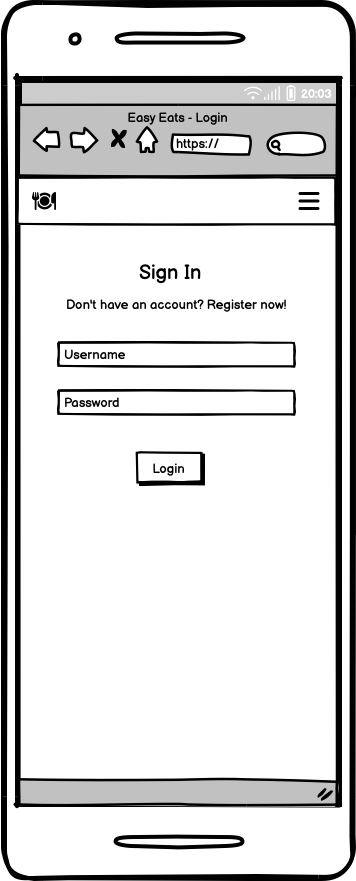 20:03
Easy Eats - Login
https://
Sign In
Don't have an account? Register now!
Username
Password
Login